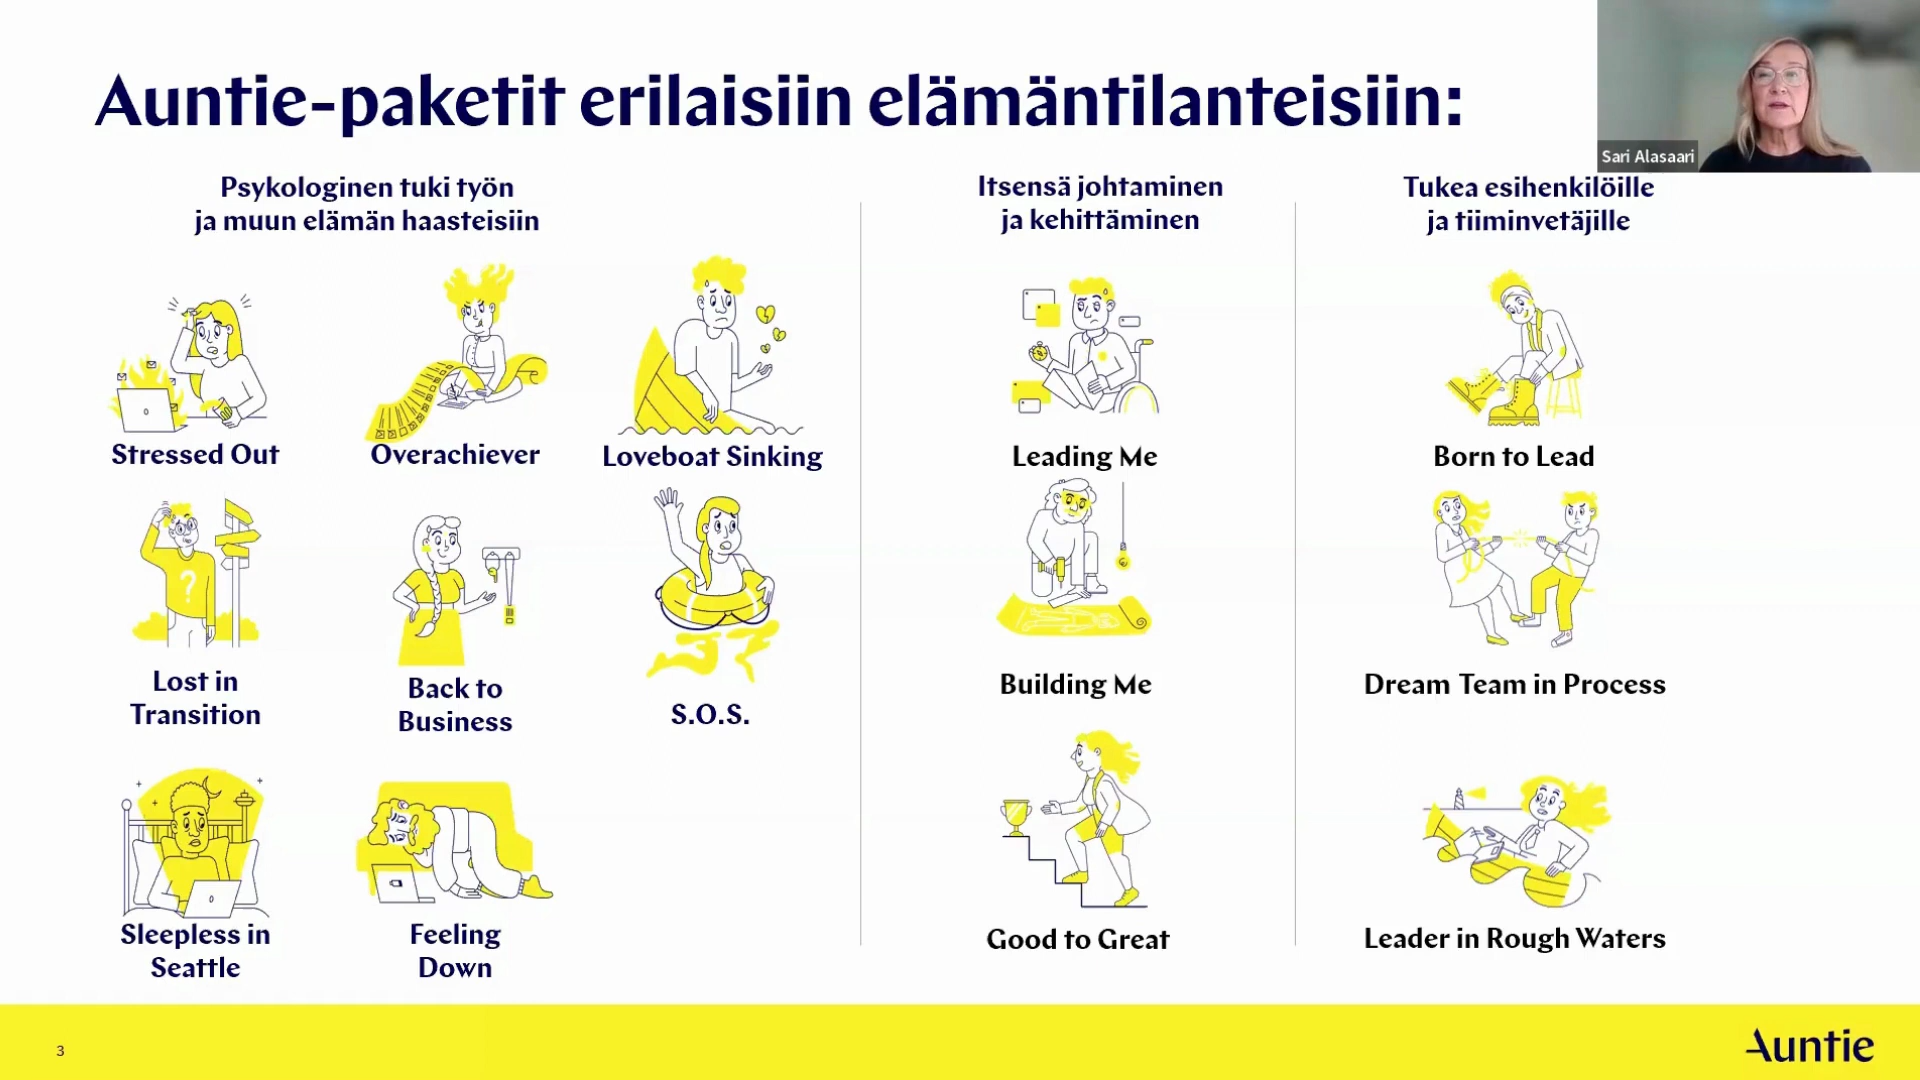 Auntie-paketit erilaisiin elämäntilanteisiin:
Sari Alasaari
Psykologinen tuki työn
ja muun elämän haasteisiin
Stressed Out
Overachiever
Loveboat Sinking
?
Lost in
Transition
Back to
Business
S.O.S.
Sleepless in
Seattle
Feeling
Down
Itsensä johtaminen
ja kehittäminen
Leading Me
Building Me
Good to Great
Tukea esihenkilöille
ja tiiminvetäjille
Born to Lead
Dream Team in Process
Leader in Rough Waters
3
Auntie